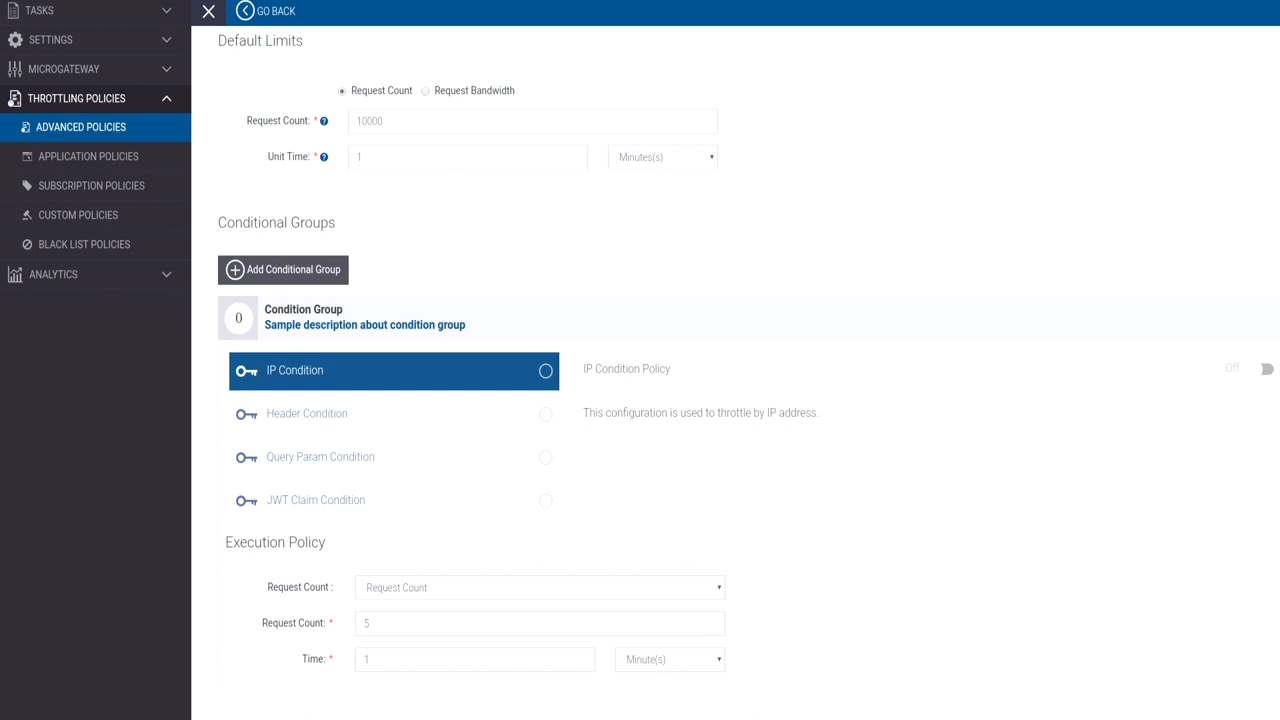 TASKS
SETTINGS
MICROGATEWAY
THROTTLING POLICIES
ADVANCED POLICIES
APPLICATION POLICIES
SUBSCRIPTION POLICIES
CUSTOM POLICIES
BLACK LIST POLICIES
ANALYTICS
GO BACK
Default Limits
Request Count Request Bandwidth
Request Count: * ? 10000
Unit Time: * ? 1 Minutes(s)
Conditional Groups
Add Conditional Group
0 Condition Group
Sample description about condition group
IP Condition
Header Condition
Query Param Condition
JWT Claim Condition
IP Condition Policy Off
This configuration is used to throttle by IP address.
Execution Policy
Request Count : Request Count
Request Count: * 5
Time: * 1 Minute(s)